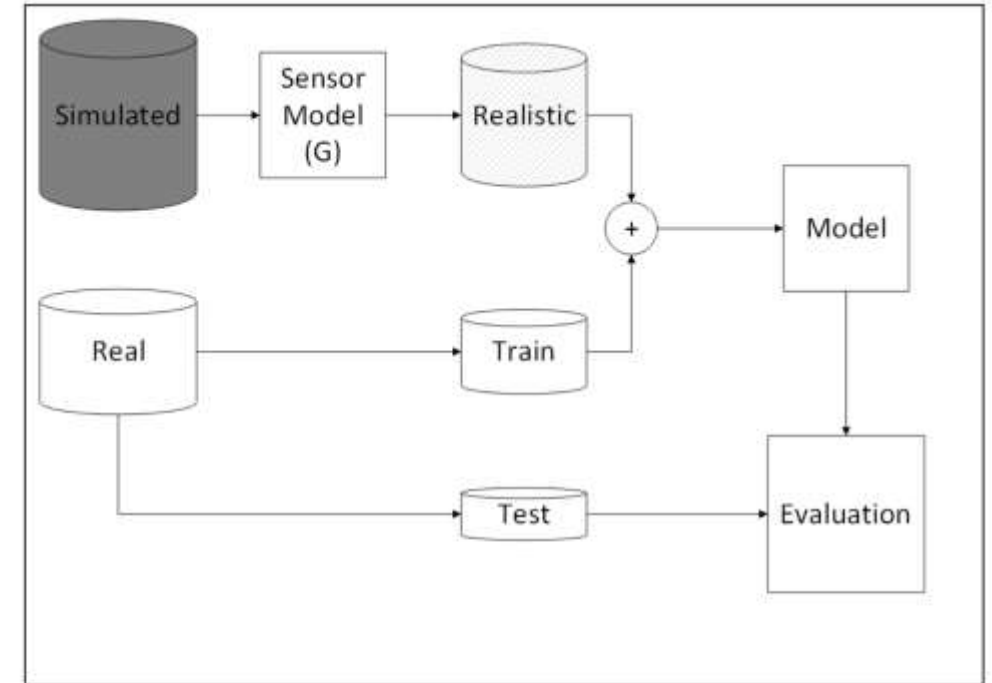 Simulated
Sensor
Model
(G)
Realistic
+
Model
Real
Train
Test
Evaluation